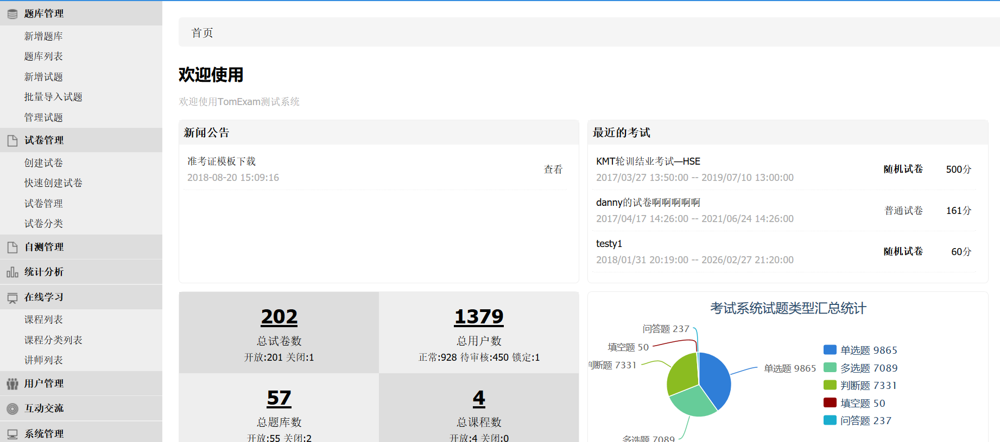 题库管理
新增题库
题库列表
新增试题
批量导入试题
管理试题
试卷管理
创建试卷
快速创建试卷
试卷管理
试卷分类
自测管理
统计分析
在线学习
课程列表
课程分类列表
讲师列表
用户管理
互动交流
系统管理
首页
欢迎使用
欢迎使用TomExam测试系统
新闻公告
准考证模板下载
2018-08-20 15:09:16
查看
最近的考试
KMT轮训结业考试—HSE
2017/03/27 13:50:00 -- 2019/07/10 13:00:00
随机试卷 500分
danny的试卷啊啊啊啊啊
2017/04/17 14:26:00 -- 2021/06/24 14:26:00
普通试卷 161分
testy1
2018/01/31 20:19:00 -- 2026/02/27 21:20:00
随机试卷 60分
202
总试卷数
开放:201 关闭:1
1379
总用户数
正常:928 待审核:450 锁定:1
57
总题库数
开放:55 关闭:2
4
总课程数
开放:4 关闭:0
考试系统试题类型汇总统计
问答题 237
填空题 50
判断题 7331
单选题 9865
多选题 7089
单选题 9865
多选题 7089
判断题 7331
填空题 50
问答题 237